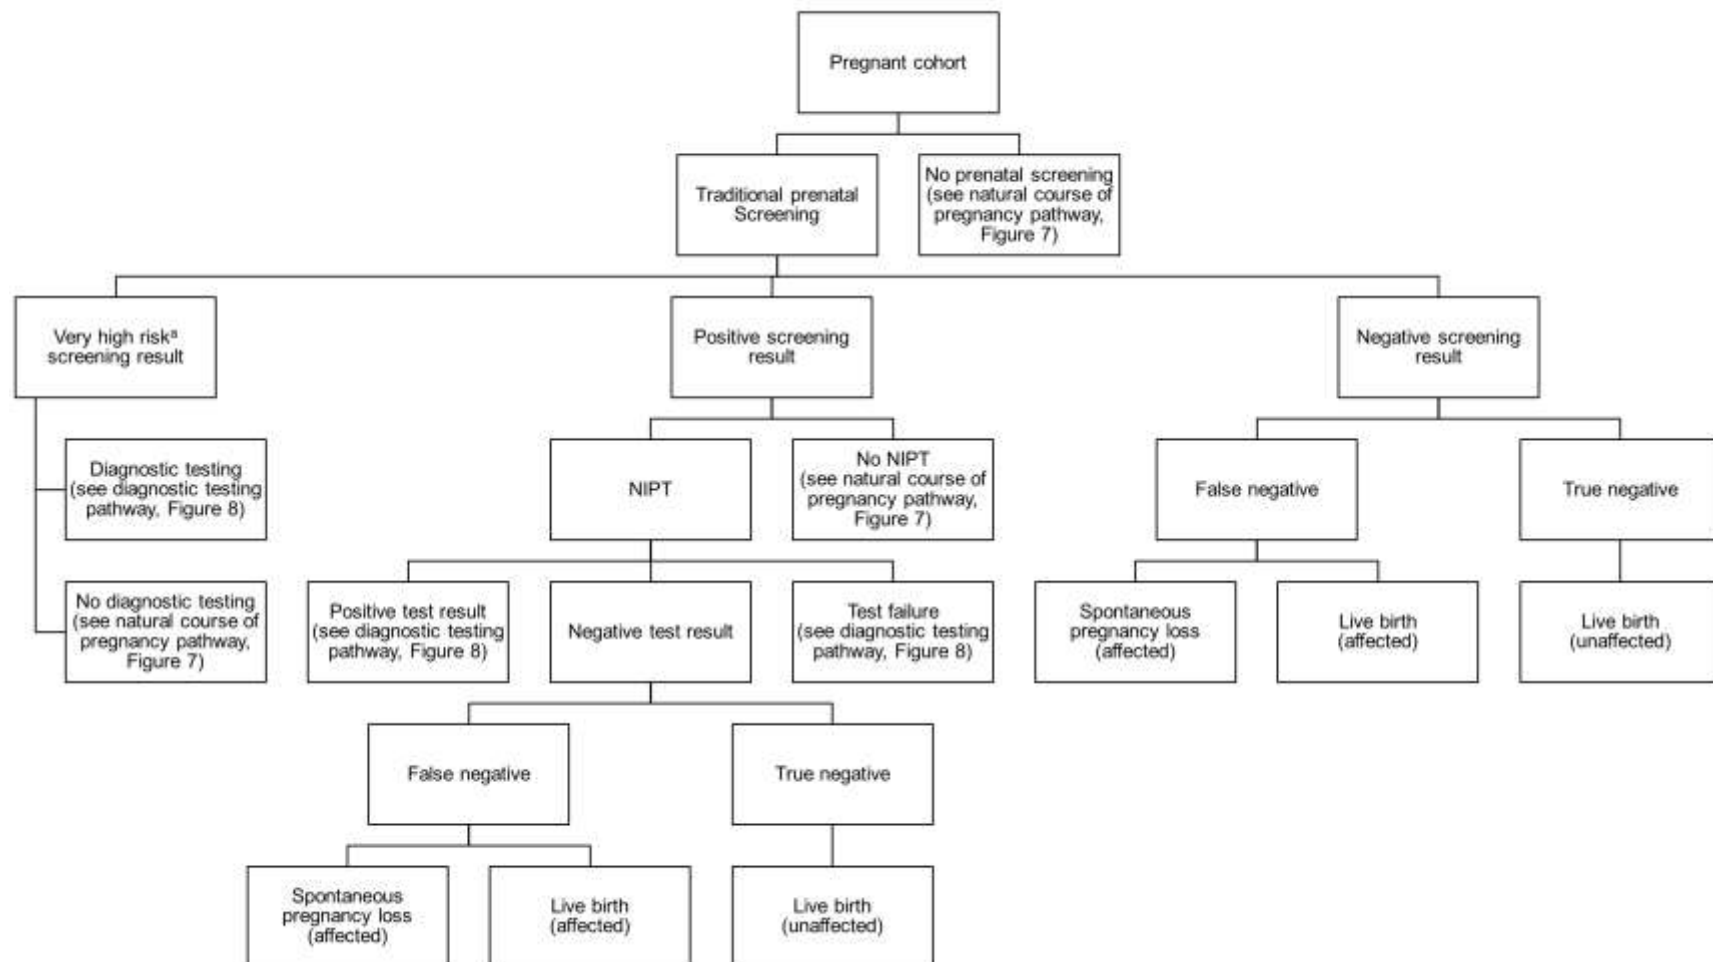 Pregnant cohort
Traditional prenatal
Screening
No prenatal screening
(see natural course of
pregnancy pathway,
Figure 7)
Very high riskª
screening result
Positive screening
result
Negative screening
result
Diagnostic testing
(see diagnostic testing
pathway, Figure 8)
NIPT
No NIPT
(see natural course of
pregnancy pathway,
Figure 7)
False negative
True negative
No diagnostic testing
(see natural course of
pregnancy pathway,
Figure 7)
Positive test result
(see diagnostic testing
pathway, Figure 8)
Negative test result
Test failure
(see diagnostic testing
pathway, Figure 8)
Spontaneous
pregnancy loss
(affected)
Live birth
(affected)
Live birth
(unaffected)
False negative
True negative
Spontaneous
pregnancy loss
(affected)
Live birth
(affected)
Live birth
(unaffected)